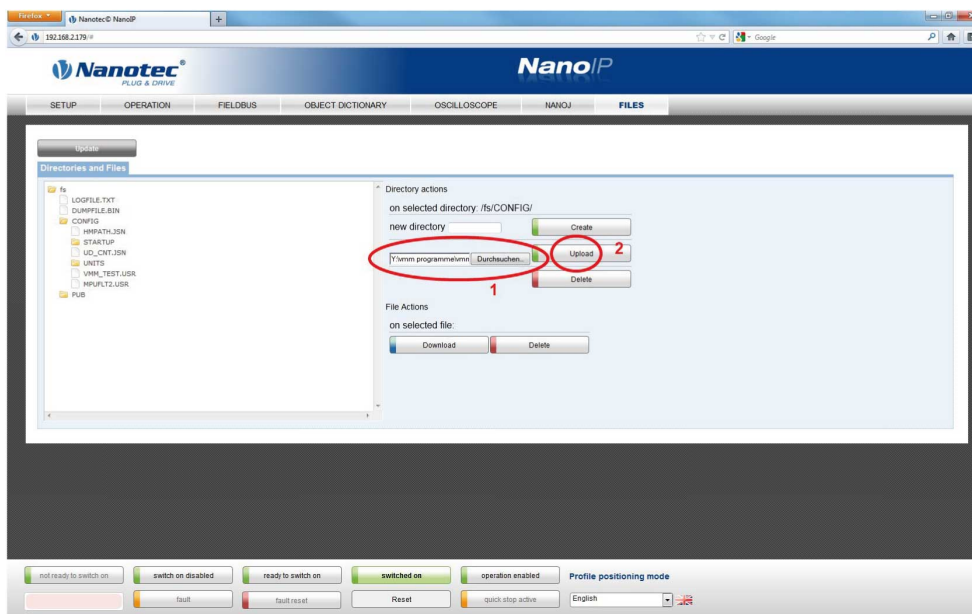 Firefox
Nanotec© NanoIP
192.168.2.179/#
Google
Nanotec®
PLUG & DRIVE
NanoIP
SETUP OPERATION FIELDBUS OBJECT DICTIONARY OSCILLOSCOPE NANOJ FILES
Update
Directories and Files
fs
LOGFILE.TXT
DUMPFILE.BIN
CONFIG
HMPATH.JSN
STARTUP
UD_CNT.JSN
UNITS
VMM_TEST.USR
MPUFLT2.USR
PUB
Directory actions
on selected directory: /fs/CONFIG/
new directory Create
Y:\vmm programme\vmm Durchsuchen… Upload 2
1
Delete
File Actions
on selected file:
Download Delete
not ready to switch on switch on disabled ready to switch on switched on operation enabled Profile positioning mode
fault fault reset Reset quick stop active English